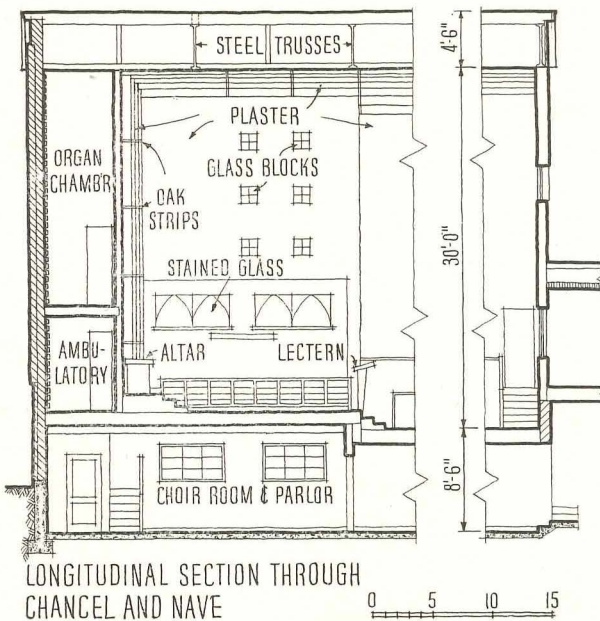 4'-6"
STEEL TRUSSES
PLASTER
ORGAN
CHAMB'R
GLASS BLOCKS
OAK
STRIPS
30'-0"
STAINED GLASS
AMBU-
LATORY
ALTAR
LECTERN
8'-6"
CHOIR ROOM & PARLOR
LONGITUDINAL SECTION THROUGH
CHANCEL AND NAVE
0 5 10 15